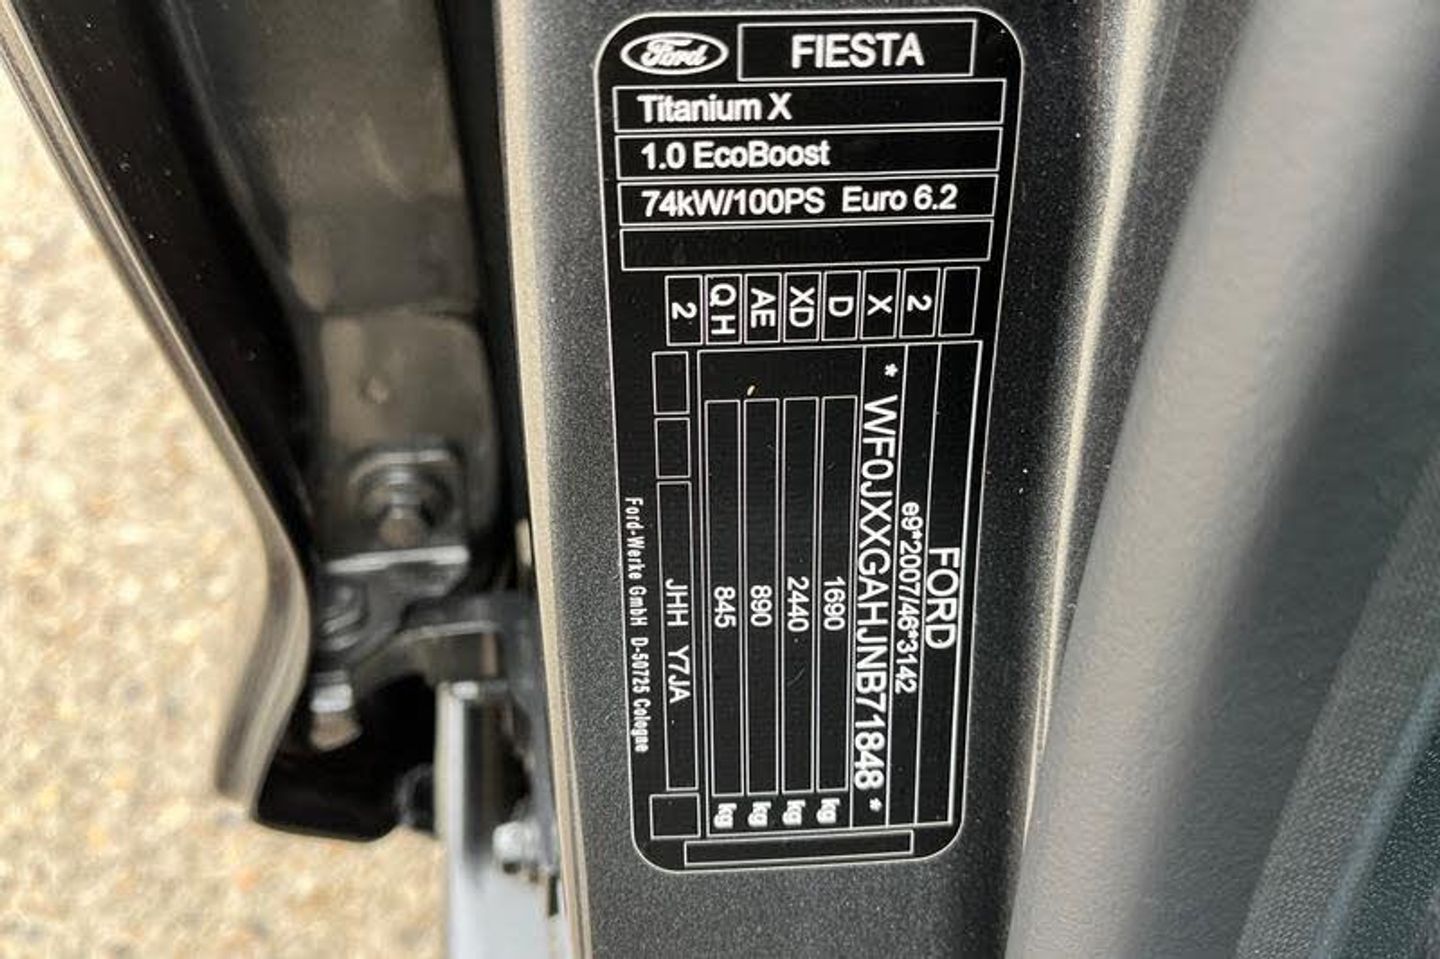 Ford FIESTA
Titanium X
1.0 EcoBoost
74kW/100PS Euro 6.2
2 QH AE XD D X 2
FORD
e9*2007/46*3142
* WF0JXXGAHJNB71848 *
1690 kg
2440 kg
890 kg
845 kg
JHH Y7JA
Ford-Werke GmbH D-50725 Cologne